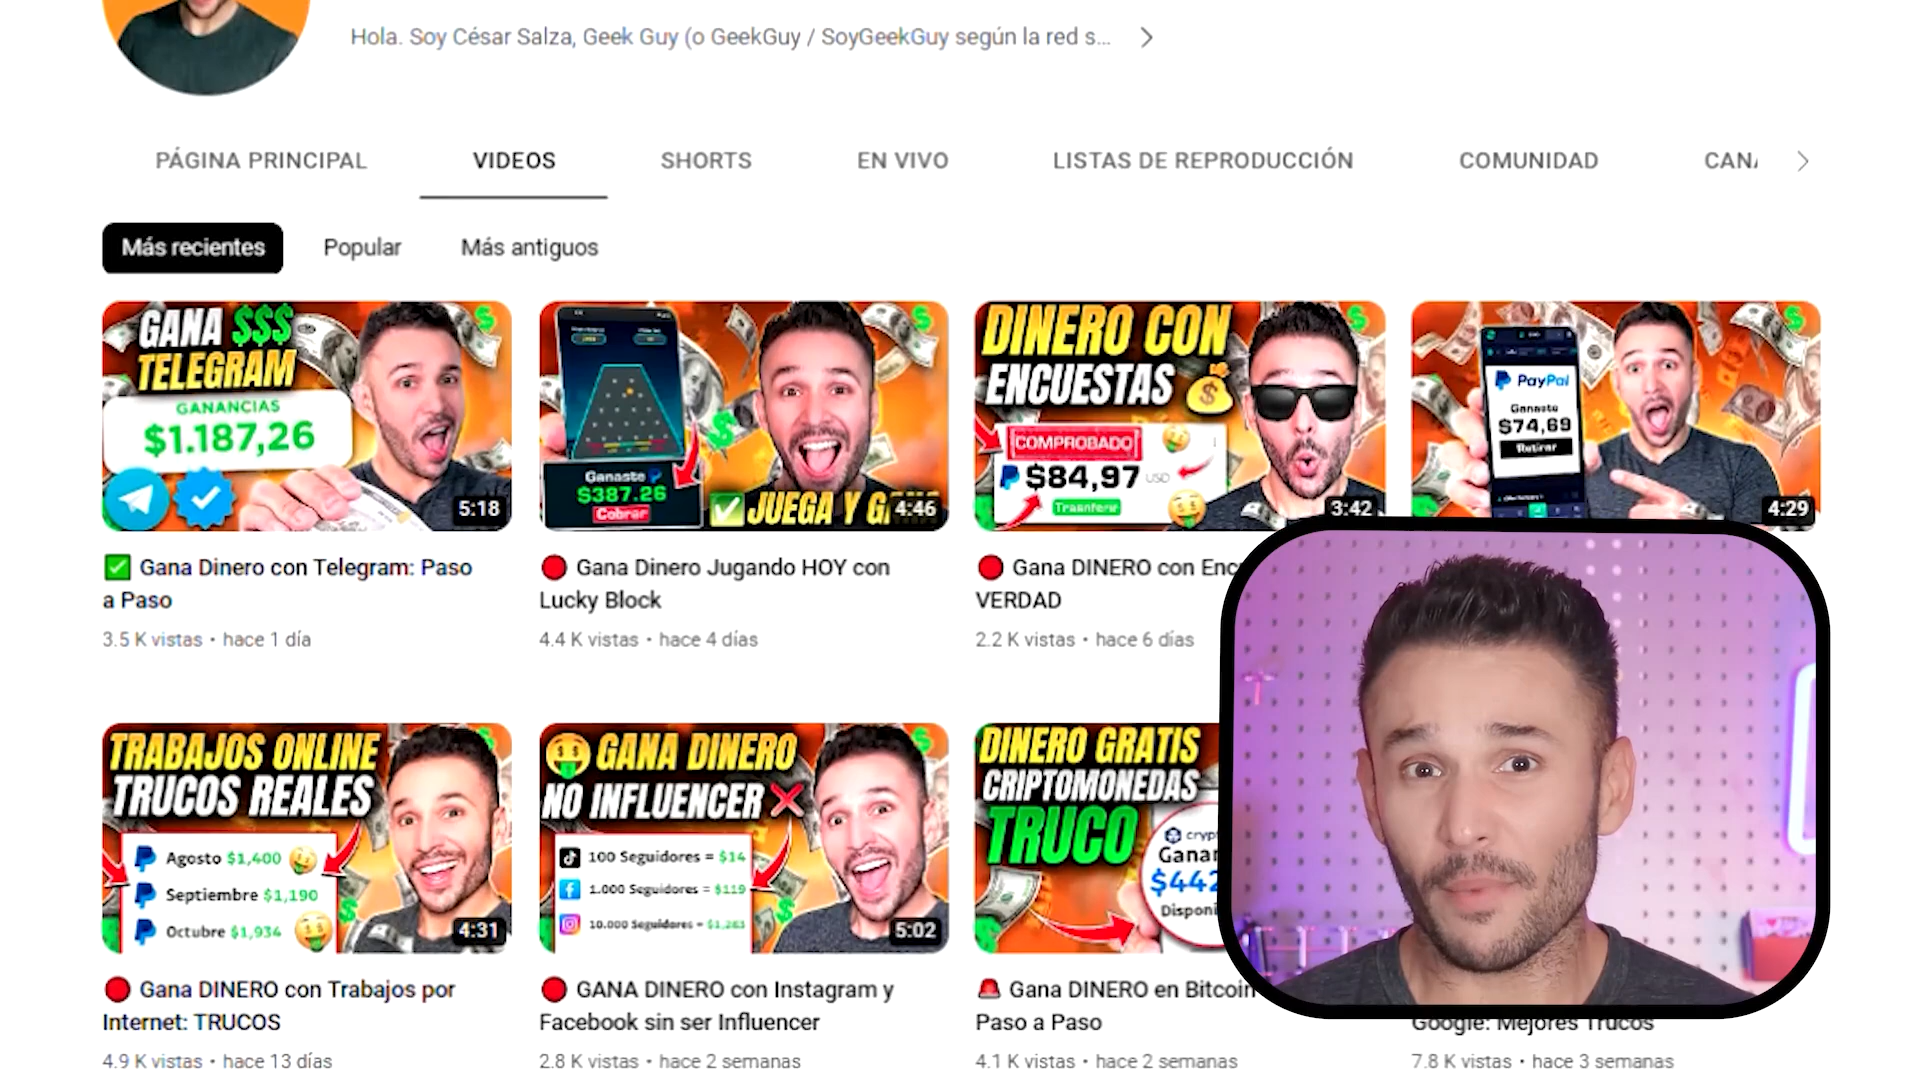 Hola. Soy César Salza, Geek Guy (o GeekGuy / SoyGeekGuy según la red s...
PÁGINA PRINCIPAL
VIDEOS
SHORTS
EN VIVO
LISTAS DE REPRODUCCIÓN
COMUNIDAD
CANA
Más recientes
Popular
Más antiguos
GANA $$$
TELEGRAM
GANANCIAS
$1.187,26
5:18
Ganaste
$387.26
Cobrar
JUEGA Y
4:46
DINERO CON
ENCUESTAS
COMPROBADO
$84,97 USD
3:42
PayPal
Ganaste
$74,69
Retirar
4:29
Gana Dinero con Telegram: Paso
a Paso
3.5 K vistas • hace 1 día
Gana Dinero Jugando HOY con
Lucky Block
4.4 K vistas • hace 4 días
Gana DINERO con Enc
VERDAD
2.2 K vistas • hace 6 días
TRABAJOS ONLINE
TRUCOS REALES
Agosto $1,400
Septiembre $1,190
Octubre $1,934
4:31
GANA DINERO
NO INFLUENCER
100 Seguidores = $14
1.000 Seguidores = $119
10.000 Seguidores =
5:02
DINERO GRATIS
CRIPTOMONEDAS
TRUCO
cryp
Gana
$442
Disponi
Gana DINERO con Trabajos por
Internet: TRUCOS
4.9 K vistas • hace 13 días
GANA DINERO con Instagram y
Facebook sin ser Influencer
2.8 K vistas • hace 2 semanas
Gana DINERO en Bitcoin
Paso a Paso
4.1 K vistas • hace 2 semanas
Google: Mejores Trucos
7.8 K vistas • hace 3 semanas